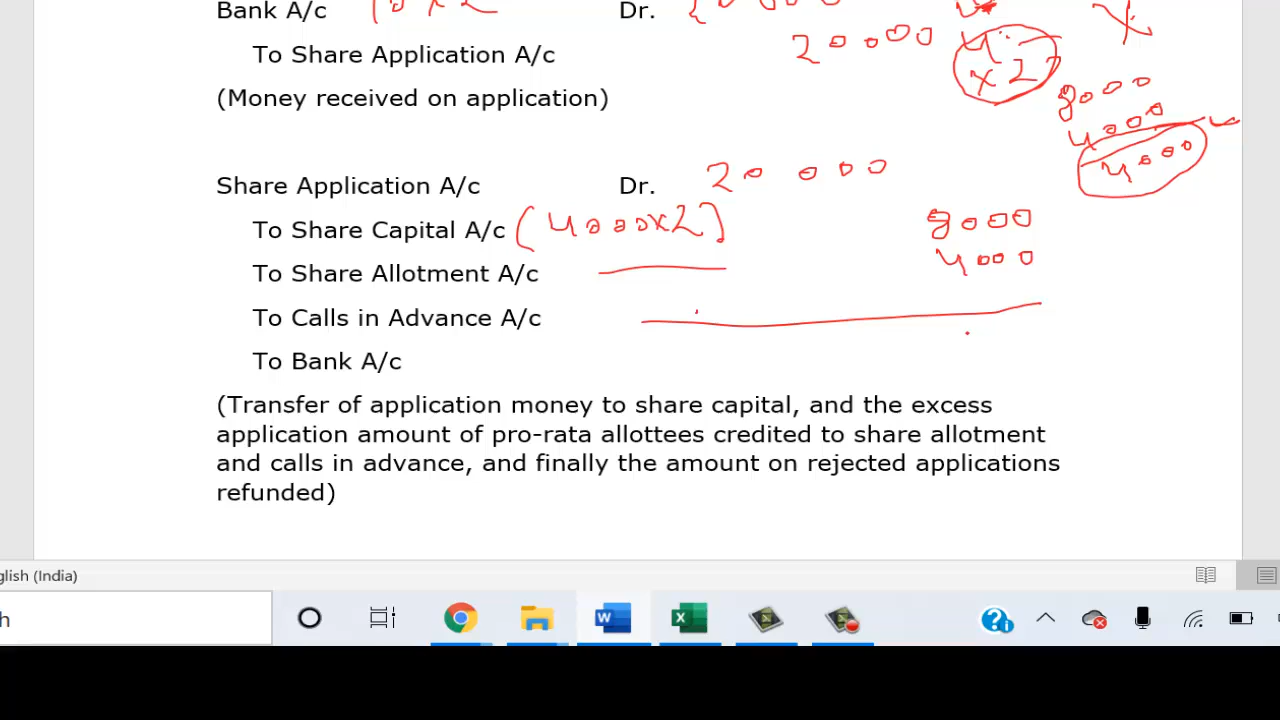 Bank A/c Dr.
To Share Application A/c 20000
(Money received on application)
x 2
8000
4000
4000
Share Application A/c Dr. 20000
To Share Capital A/c (4000x2) 8000
To Share Allotment A/c 4000
To Calls in Advance A/c
To Bank A/c
(Transfer of application money to share capital, and the excess
application amount of pro-rata allottees credited to share allotment
and calls in advance, and finally the amount on rejected applications
refunded)
glish (India)
h